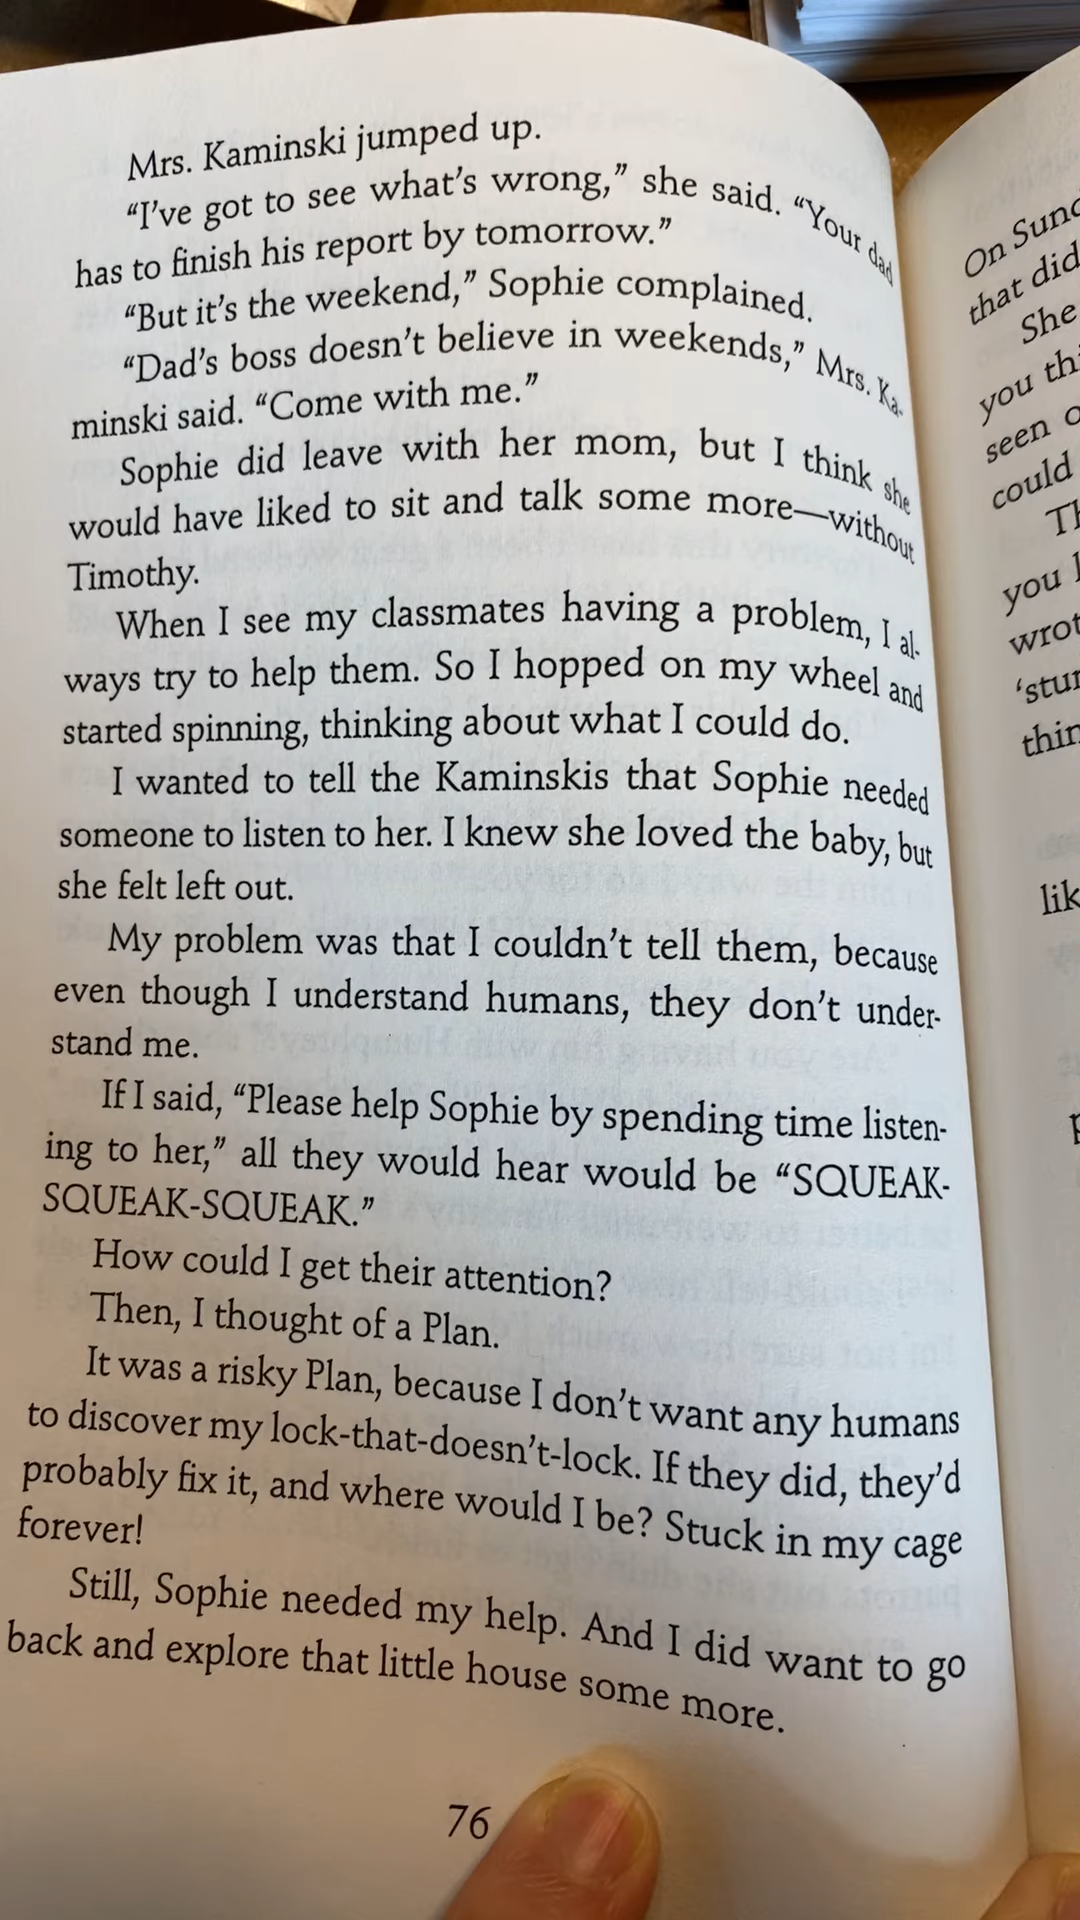 Mrs. Kaminski jumped up.
“I’ve got to see what’s wrong,” she said. “Your dad
has to finish his report by tomorrow.”
“But it’s the weekend,” Sophie complained.
“Dad’s boss doesn’t believe in weekends,” Mrs. Ka-
minski said. “Come with me.”
Sophie did leave with her mom, but I think she
would have liked to sit and talk some more—without
Timothy.
When I see my classmates having a problem, I al-
ways try to help them. So I hopped on my wheel and
started spinning, thinking about what I could do.
I wanted to tell the Kaminskis that Sophie needed
someone to listen to her. I knew she loved the baby, but
she felt left out.
My problem was that I couldn’t tell them, because
even though I understand humans, they don’t under-
stand me.
If I said, “Please help Sophie by spending time listen-
ing to her,” all they would hear would be “SQUEAK-
SQUEAK-SQUEAK.”
How could I get their attention?
Then, I thought of a Plan.
It was a risky Plan, because I don’t want any humans
to discover my lock-that-doesn’t-lock. If they did, they’d
probably fix it, and where would I be? Stuck in my cage
forever!
Still, Sophie needed my help. And I did want to go
back and explore that little house some more.
76
On
that did
She
you
seen
could
you